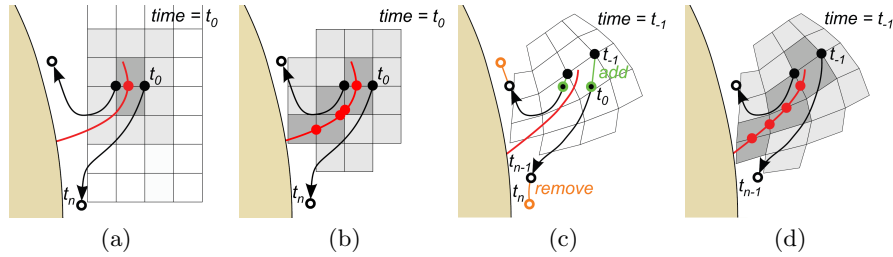 time = t0
t0
tn
(a)
time = t0
t0
tn
(b)
time = t-1
t-1
add
t0
tn-1
tn
remove
(c)
time = t-1
t-1
tn-1
(d)